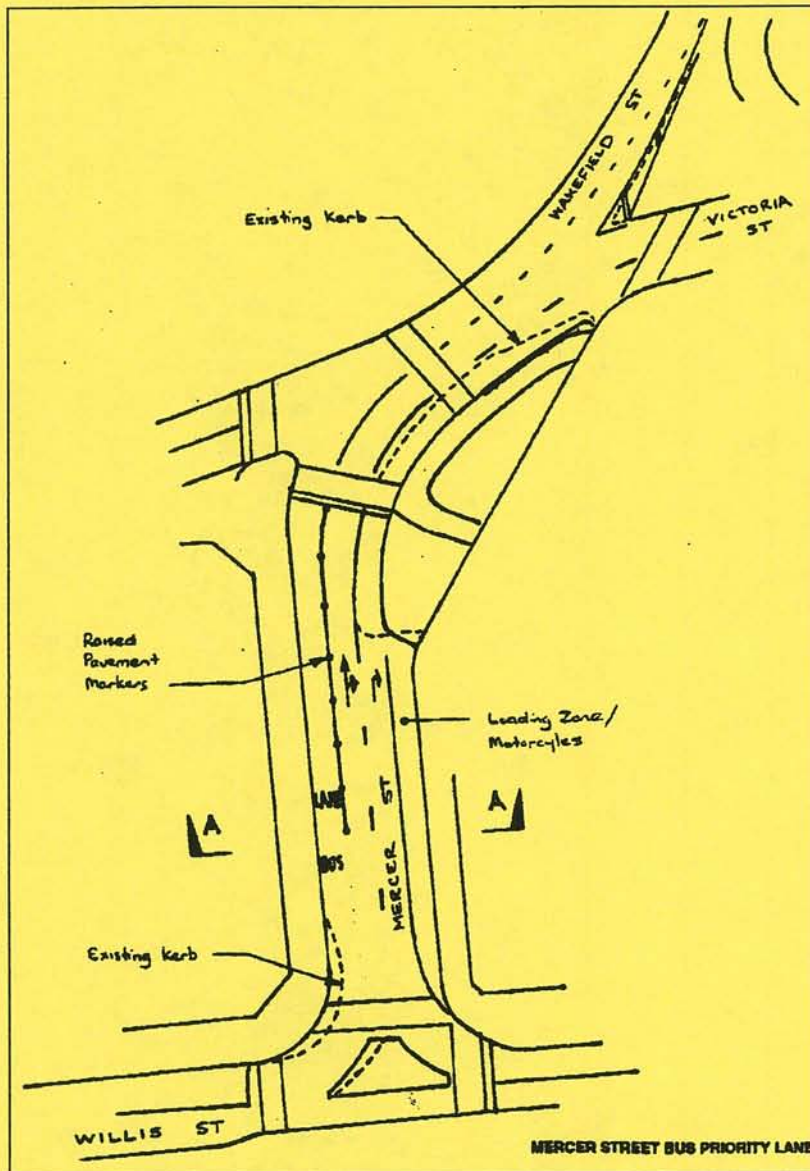 WAKEFIELD ST
VICTORIA
ST
Existing Kerb
Raised
Pavement
Markers
Loading Zone/
Motorcyles
LANE
A
A
BUS
MERCER ST
Existing Kerb
WILLIS ST
MERCER STREET BUS PRIORITY LANE